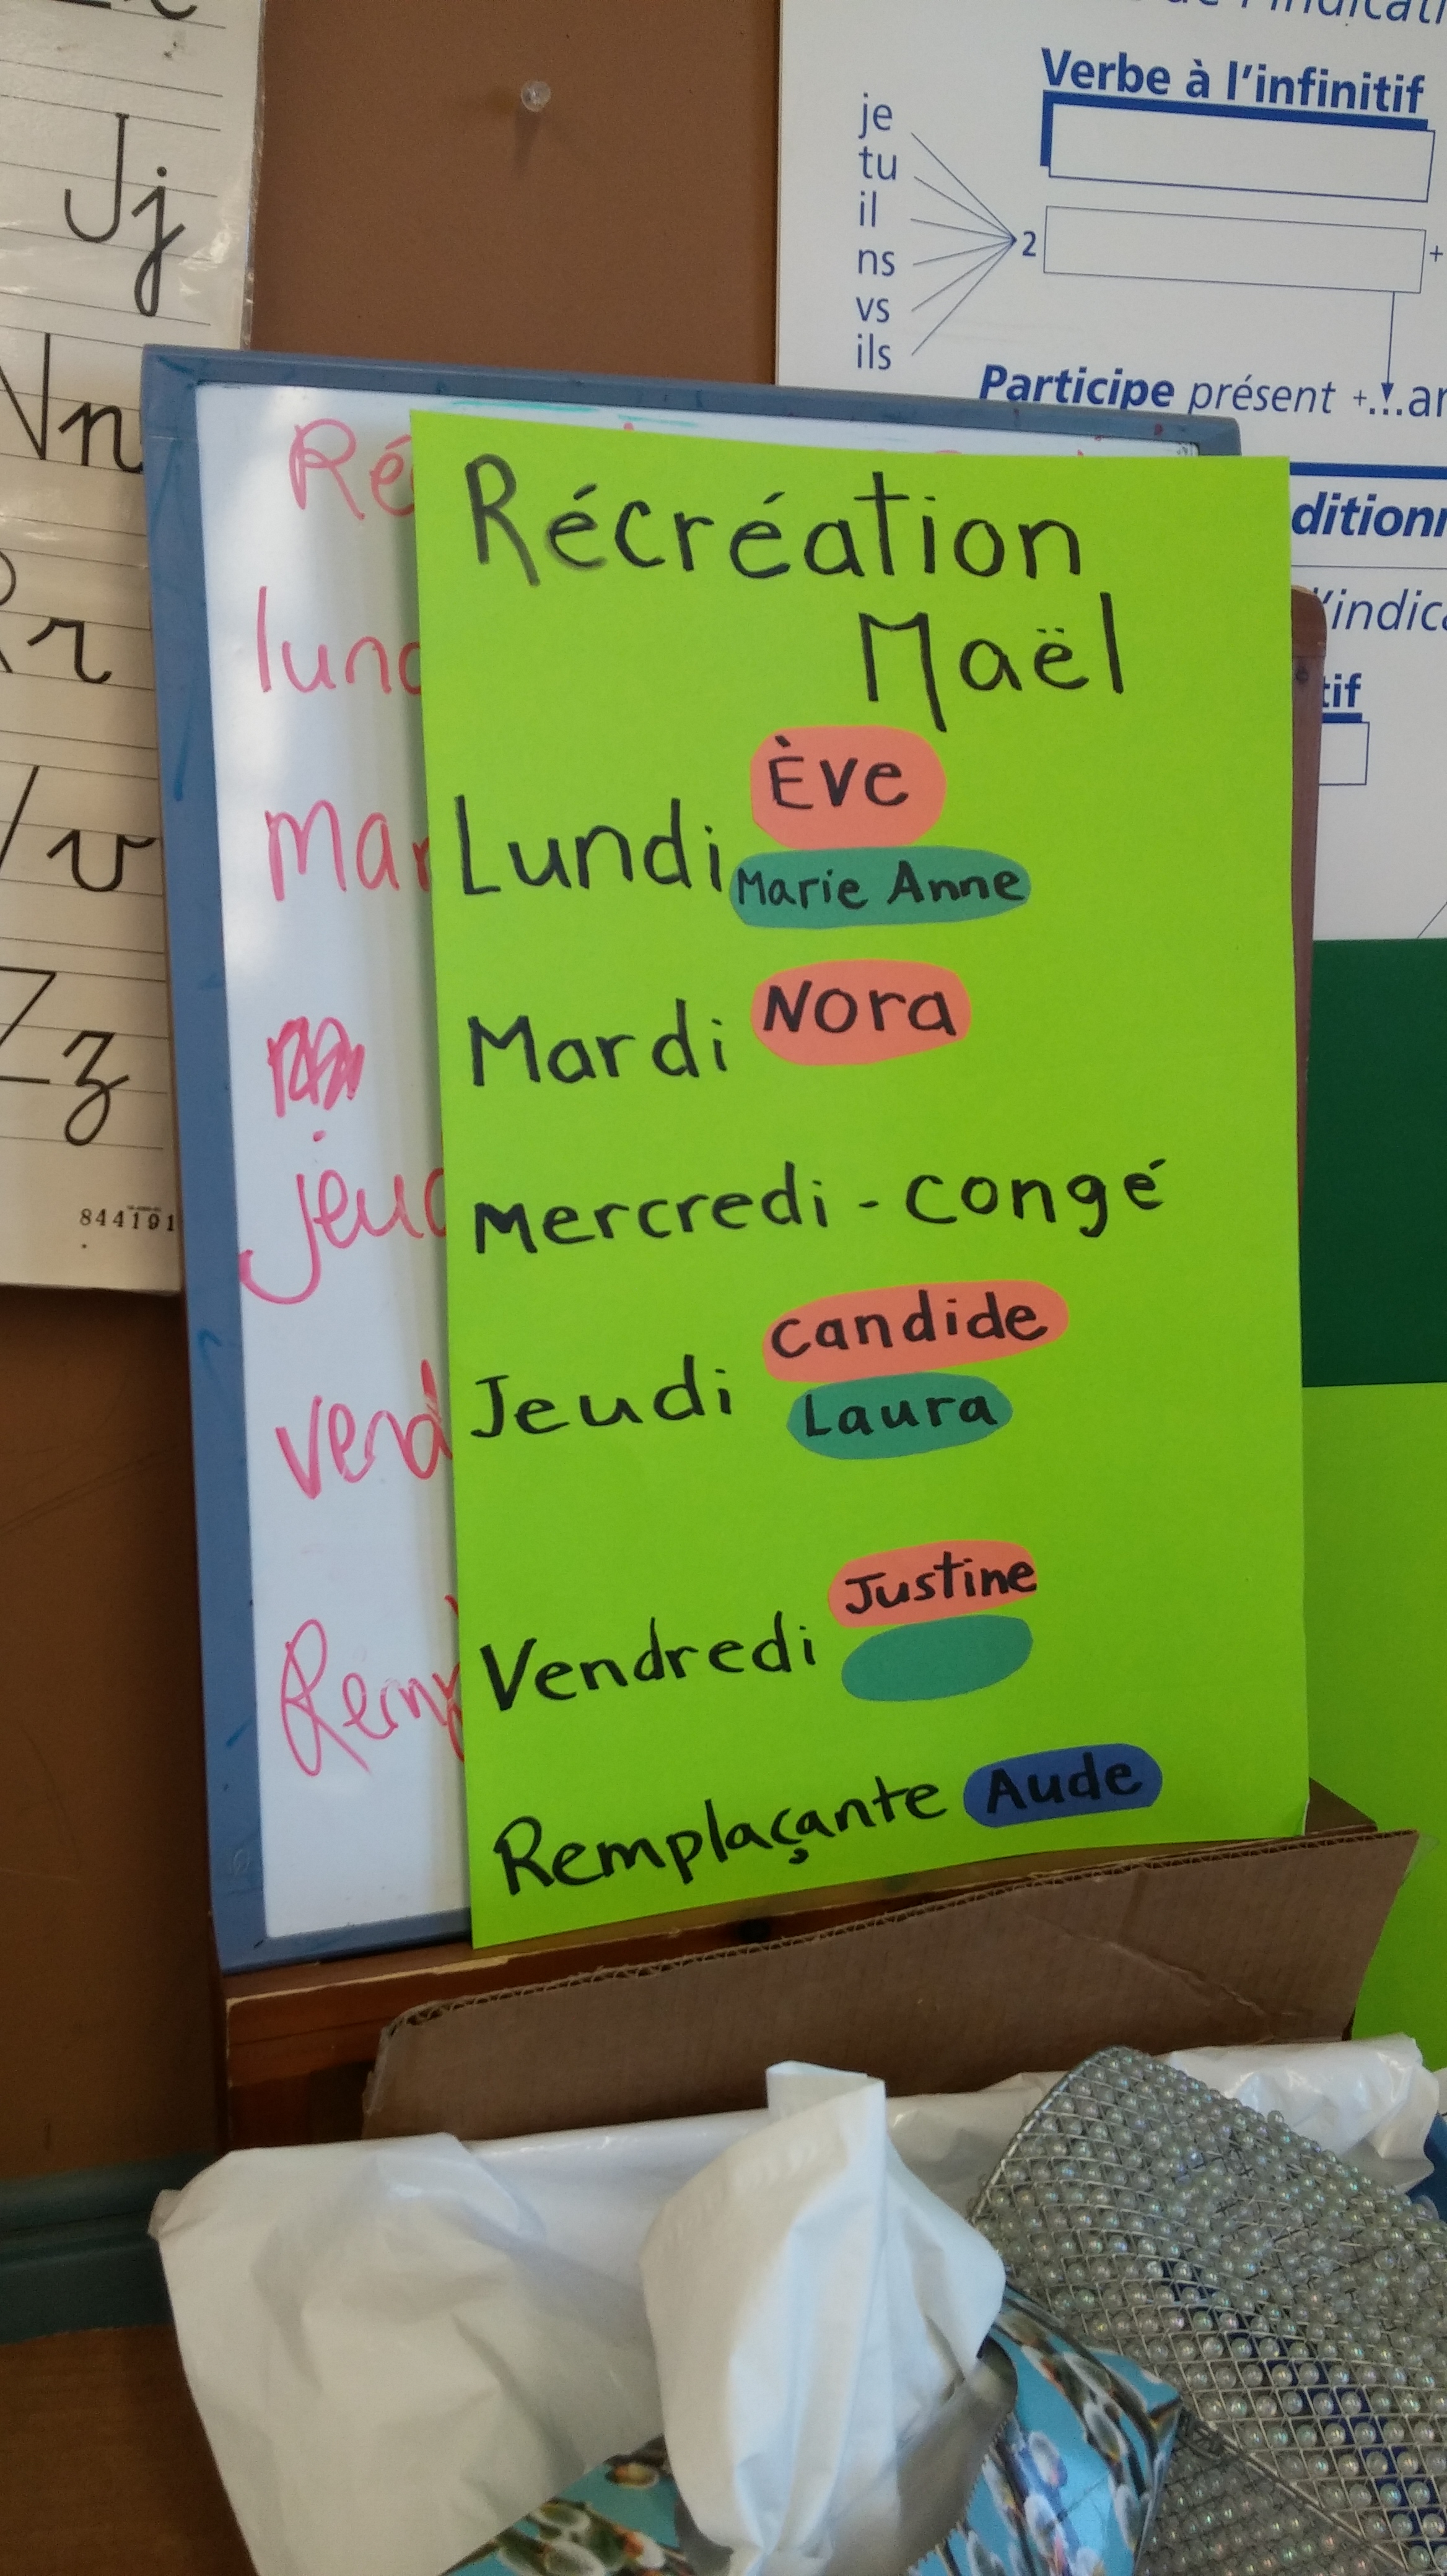 Jj
Nn
Rr
Vv
Zz
844191
Verbe à l'infinitif
je
tu
il
ns
vs
ils
2
+
Participe présent +...
Récréation
Maël
Ève
Lundi
Marie Anne
Nora
Mardi
Mercredi - congé
candide
Jeudi
Laura
Justine
Vendredi
Remplaçante Aude